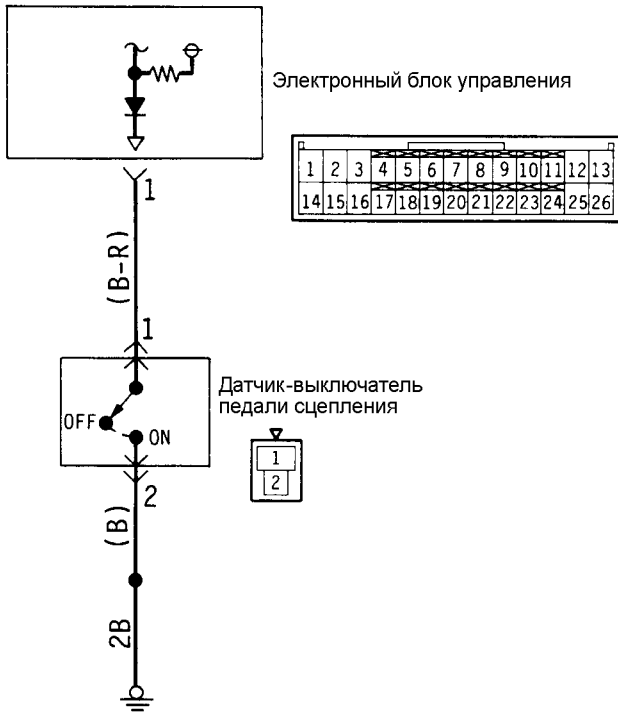 Электронный блок управления
1 2 3 4 5 6 7 8 9 10 11 12 13
14 15 16 17 18 19 20 21 22 23 24 25 26
1
(B-R)
1
Датчик-выключатель
педали сцепления
OFF
ON
1
2
2
(B)
2B